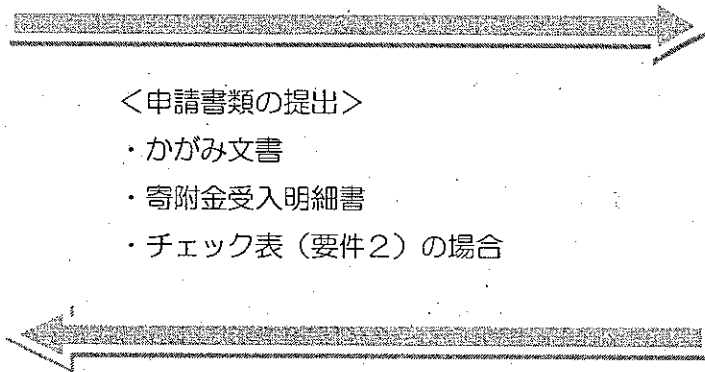 ＜申請書類の提出＞
・かがみ文書
・寄附金受入明細書
・チェック表（要件２）の場合